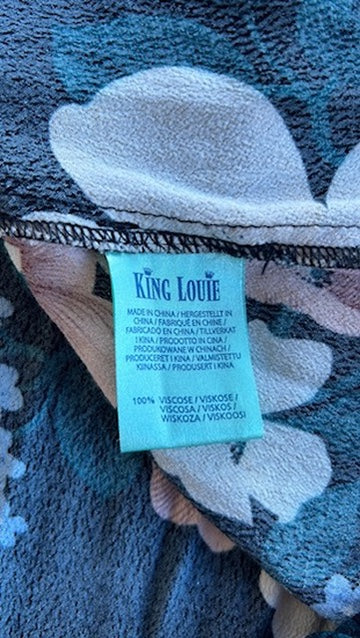 KING LOUIE
MADE IN CHINA / HERGESTELLT IN
CHINA / FABRIQUÉ EN CHINE /
FABRICADO EN CHINA / TILLVERKAT
I KINA / PRODOTTO IN CINA /
PRODUKOWANE W CHINACH /
PRODUCERET I KINA / VALMISTETTU
KIINASSA / PRODUSERT I KINA
100% VISCOSE / VISKOSE /
VISCOSA / VISKOS /
WISKOZA / VISKOOSI